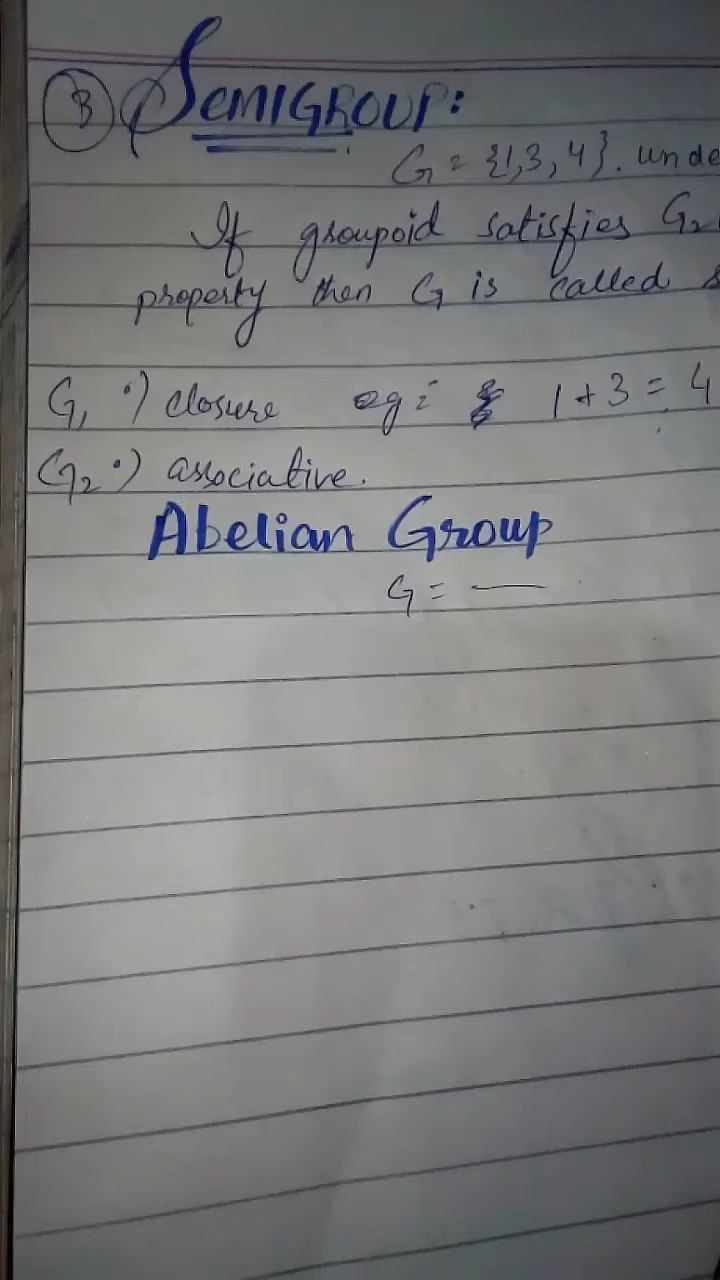 3 SEMIGROUP:
G = {1, 3, 4}. unde
If groupoid satisfies G₂
property then G is called s
G₁ •) closure eg: 1 + 3 = 4
G₂ •) associative.
Abelian Group
G = —